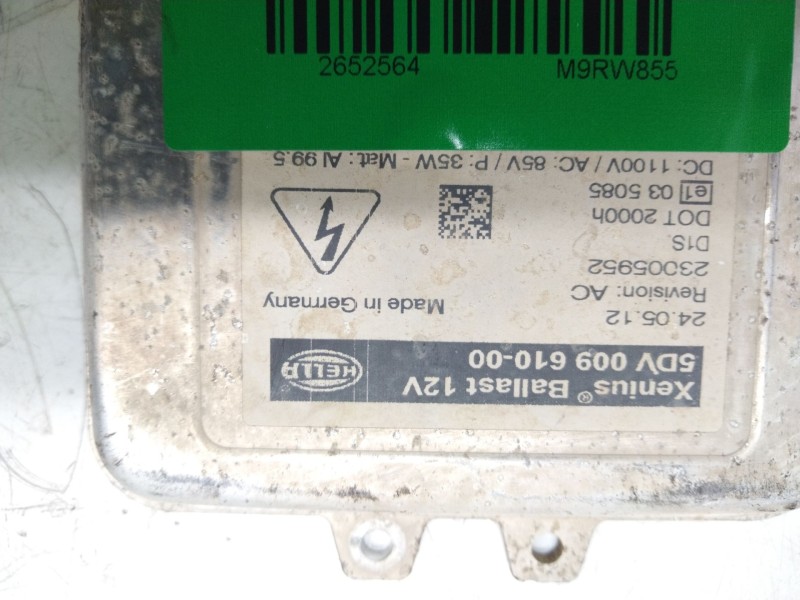 2652564 M9RW855
Xenius® Ballast 12V
5DV 009 610-00
HELLA
24.05.12
Revision: AC
23005952
D1S
DOT 2000h
e1 03 5085
DC: 1100V / AC: 85V / P: 35W - Mat.: Al 99.5
Made in Germany